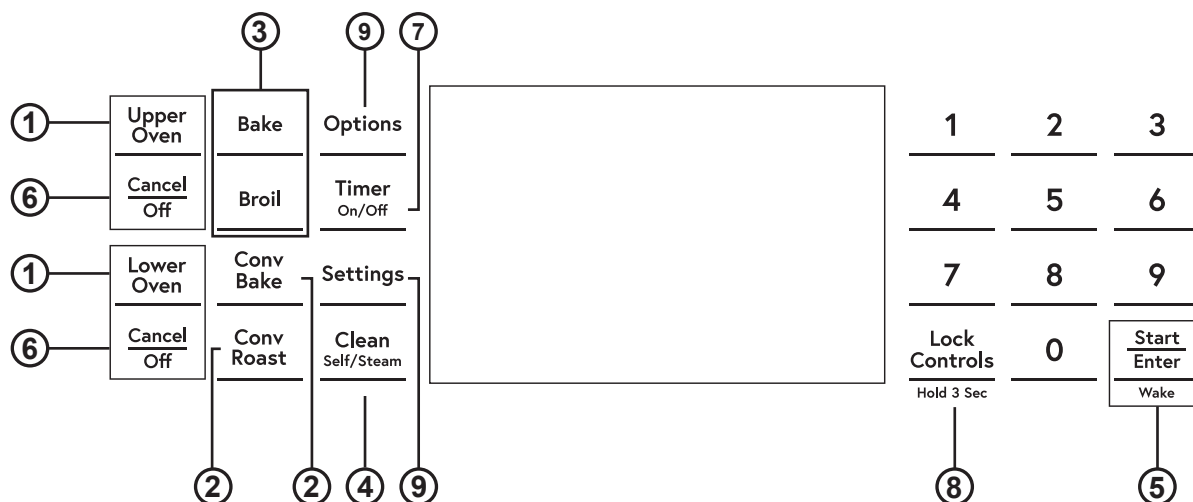 3 9 7
1 Upper Oven Bake Options 1 2 3
6 Cancel Off Broil Timer On/Off 4 5 6
1 Lower Oven Conv Bake Settings 7 8 9
6 Cancel Off Conv Roast Clean Self/Steam Lock Controls Hold 3 Sec 0 Start Enter Wake
2 2 4 9 8 5